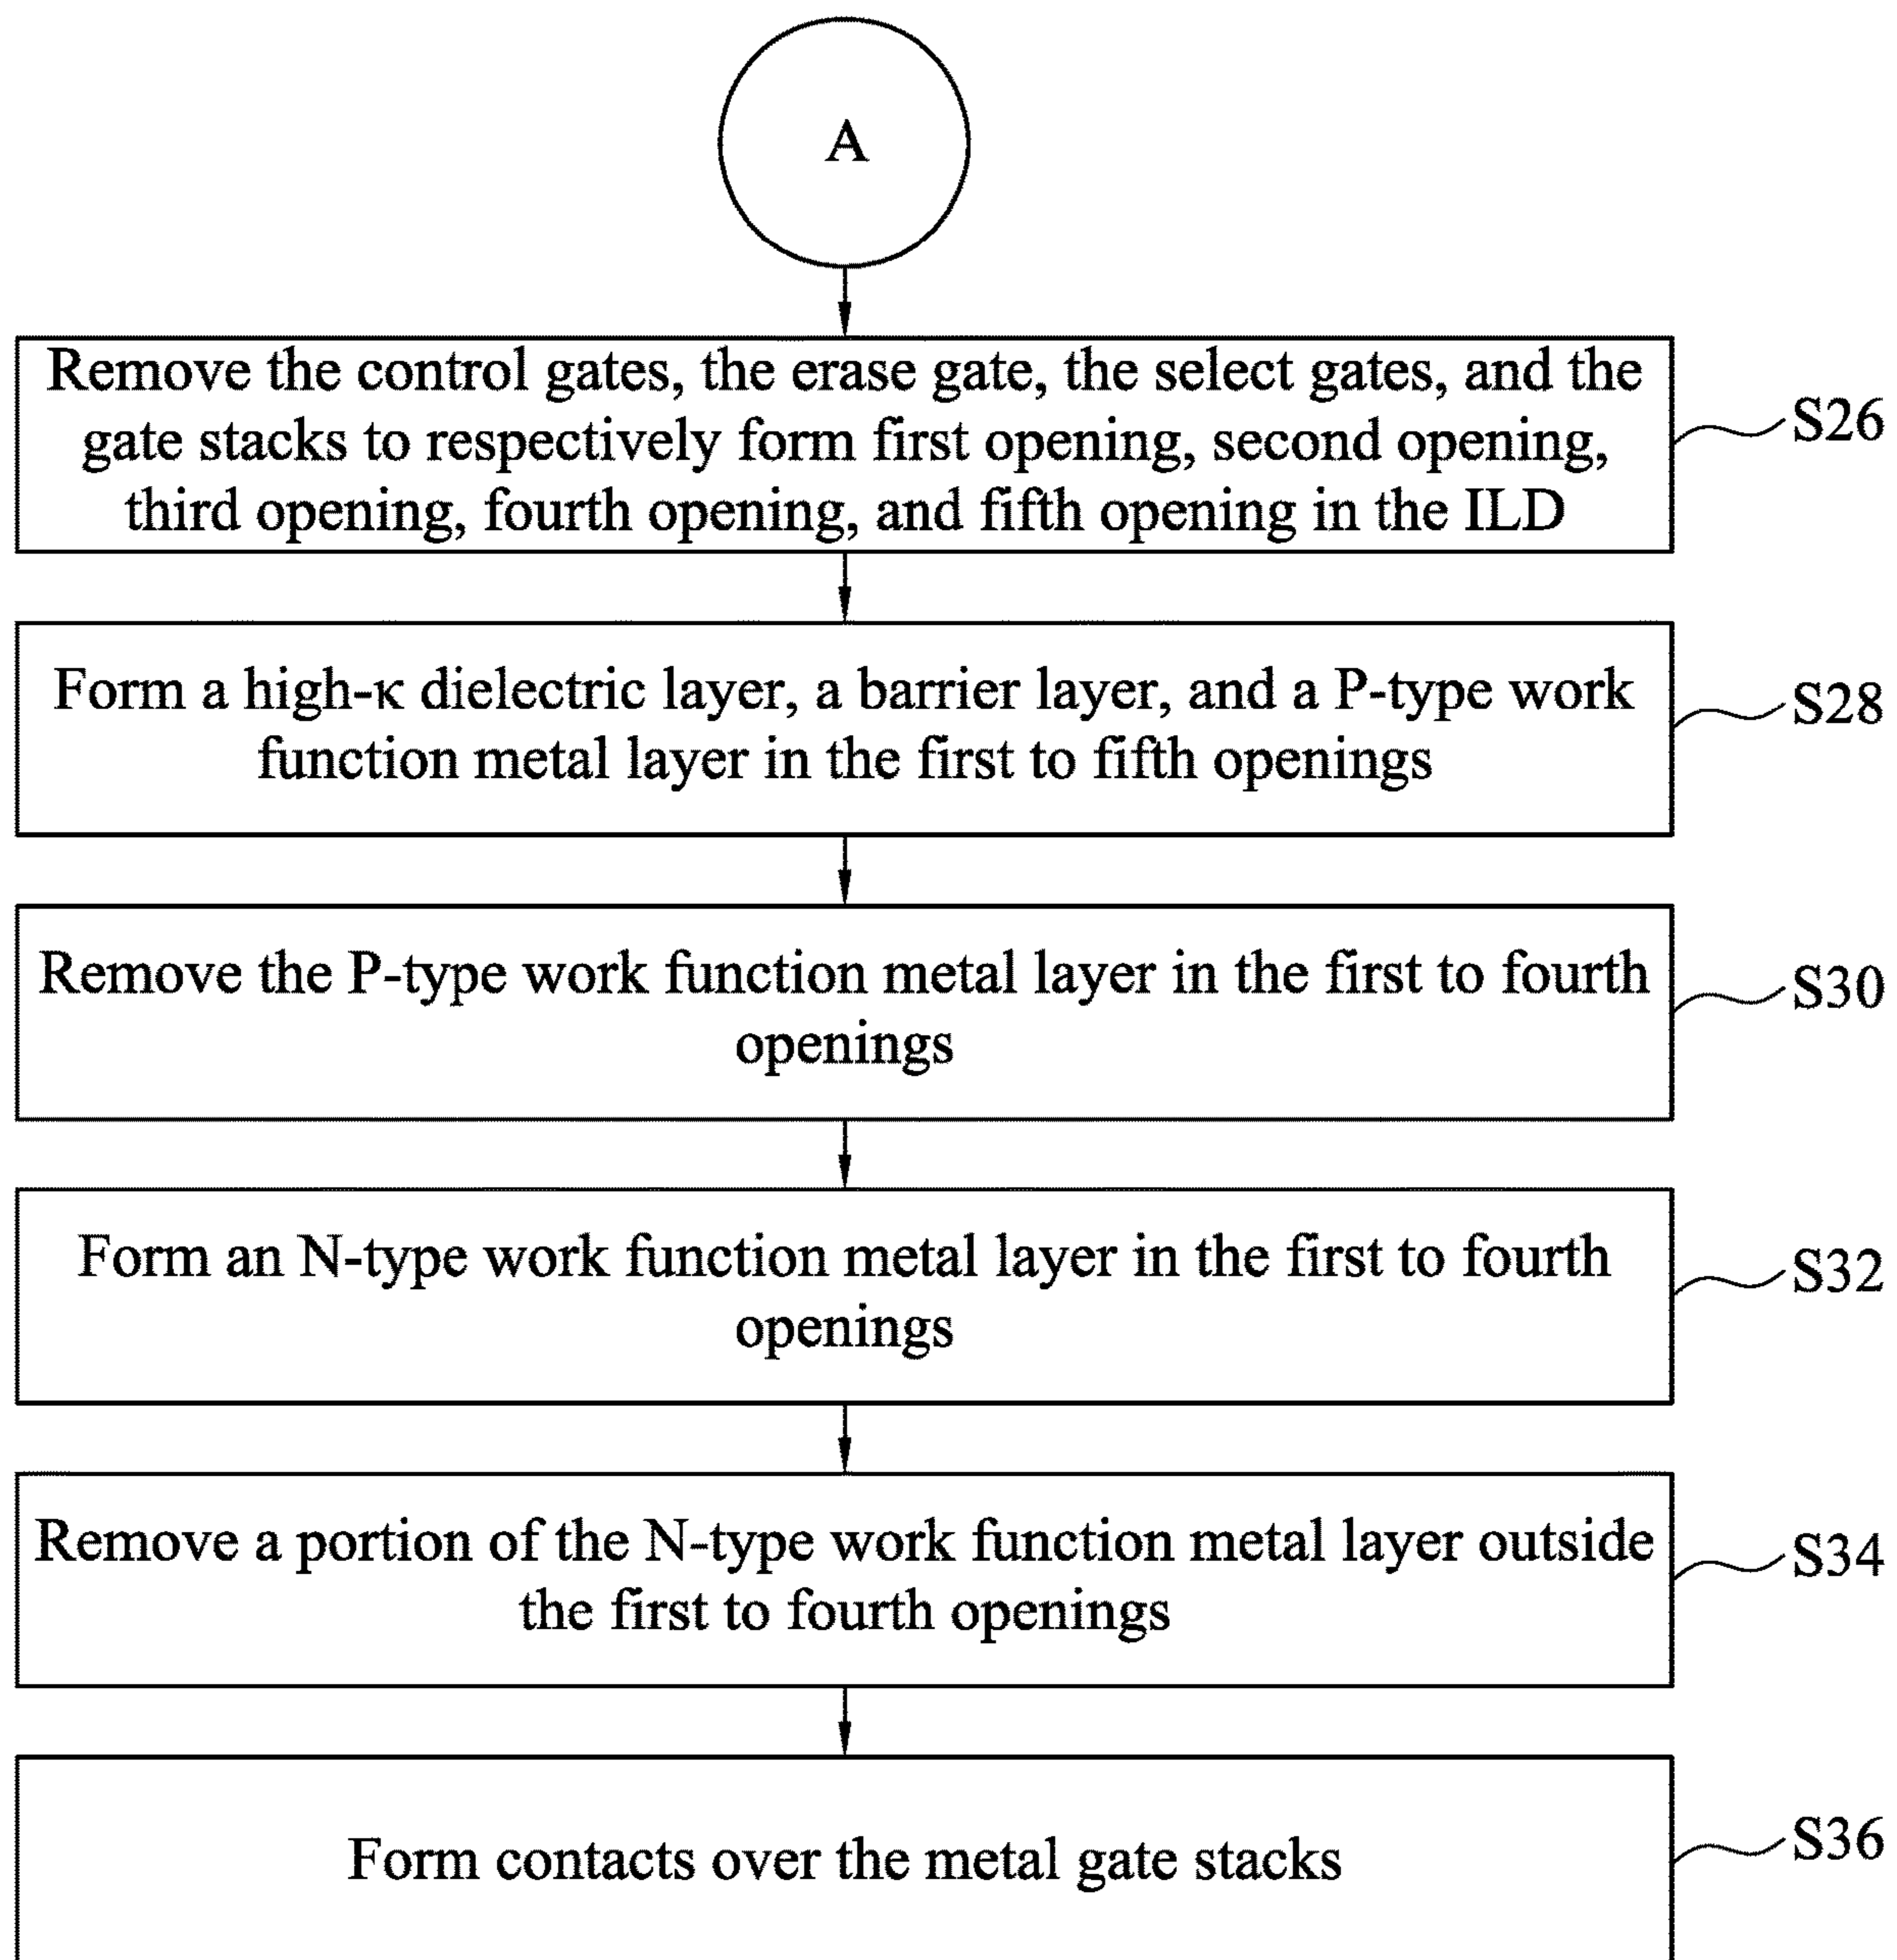 A
Remove the control gates, the erase gate, the select gates, and the
gate stacks to respectively form first opening, second opening,
third opening, fourth opening, and fifth opening in the ILD
S26
Form a high-κ dielectric layer, a barrier layer, and a P-type work
function metal layer in the first to fifth openings
S28
Remove the P-type work function metal layer in the first to fourth
openings
S30
Form an N-type work function metal layer in the first to fourth
openings
S32
Remove a portion of the N-type work function metal layer outside
the first to fourth openings
S34
Form contacts over the metal gate stacks
S36